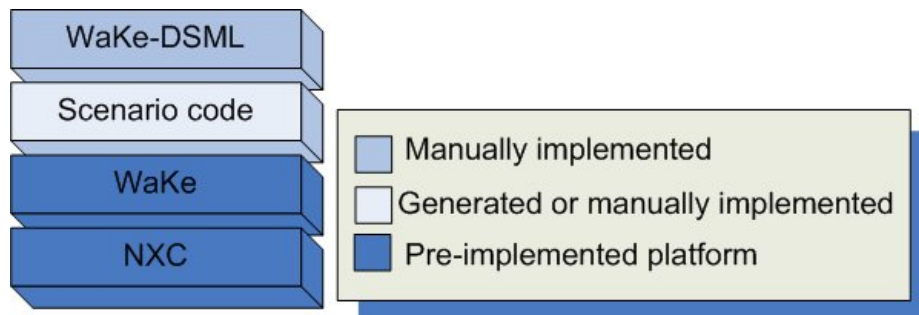 WaKe-DSML
Scenario code
WaKe
NXC
Manually implemented
Generated or manually implemented
Pre-implemented platform